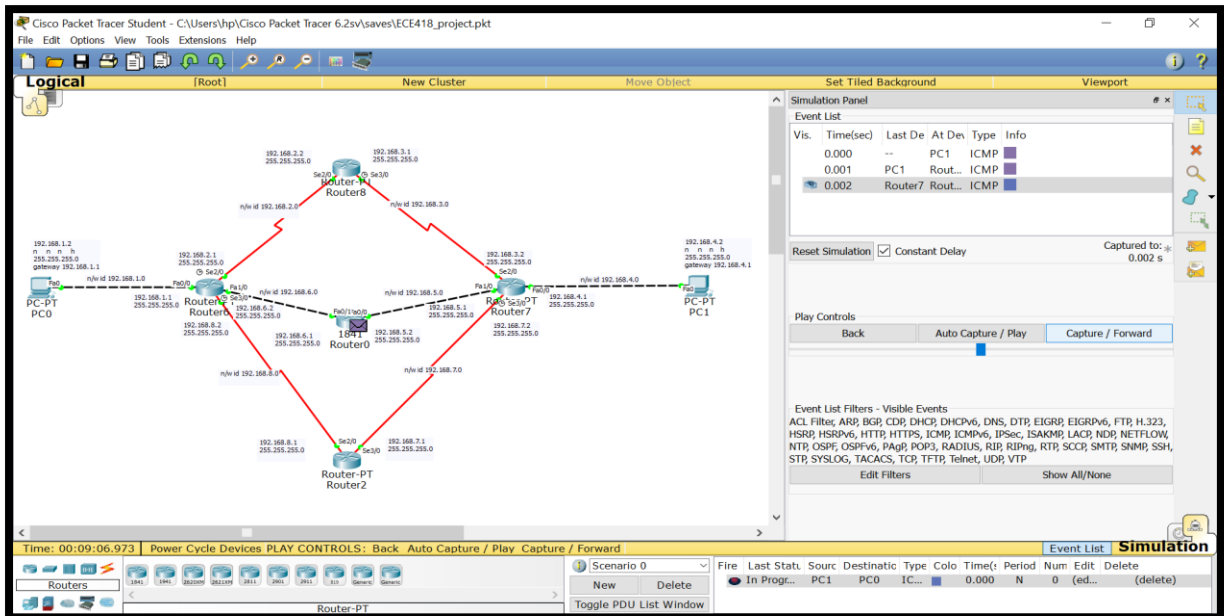 Cisco Packet Tracer Student - C:\Users\hp\Cisco Packet Tracer 6.2sv\saves\ECE418_project.pkt
File Edit Options View Tools Extensions Help
Logical [Root] New Cluster Move Object Set Tiled Background Viewport
192.168.2.2
255.255.255.0
192.168.3.1
255.255.255.0
Se2/0
Se3/0
Router8
n/w id 192.168.2.0
n/w id 192.168.3.0
192.168.1.2
n n n h
255.255.255.0
gateway 192.168.1.1
Fa0
PC-PT
PC0
n/w id 192.168.1.0
192.168.2.1
255.255.255.0
Se2/0
Fa0/0
Fa1/0
Se3/0
192.168.1.1
255.255.255.0
192.168.6.2
255.255.255.0
192.168.8.2
255.255.255.0
n/w id 192.168.6.0
n/w id 192.168.5.0
192.168.6.1
255.255.255.0
1841
Router0
192.168.5.2
255.255.255.0
192.168.5.1
255.255.255.0
192.168.3.2
255.255.255.0
Se2/0
Fa1/0
Fa0/0
Se3/0
Router7
192.168.7.2
255.255.255.0
192.168.4.1
255.255.255.0
n/w id 192.168.4.0
192.168.4.2
n n n h
255.255.255.0
gateway 192.168.4.1
Fa0
PC-PT
PC1
n/w id 192.168.8.0
n/w id 192.168.7.0
192.168.8.1
255.255.255.0
Se2/0
Se3/0
192.168.7.1
255.255.255.0
Router-PT
Router2
Simulation Panel
Event List
Vis. Time(sec) Last De At Dev Type Info
0.000 -- PC1 ICMP
0.001 PC1 Rout... ICMP
0.002 Router7 Rout... ICMP
Reset Simulation Constant Delay Captured to: *
0.002 s
Play Controls
Back Auto Capture / Play Capture / Forward
Event List Filters - Visible Events
ACL Filter, ARP, BGP, CDP, DHCP, DHCPv6, DNS, DTP, EIGRP, EIGRPv6, FTP, H.323,
HSRP, HSRPv6, HTTP, HTTPS, ICMP, ICMPv6, IPSec, ISAKMP, LACP, NDP, NETFLOW,
NTP, OSPF, OSPFv6, PAgP, POP3, RADIUS, RIP, RIPng, RTP, SCCP, SMTP, SNMP, SSH,
STP, SYSLOG, TACACS, TCP, TFTP, Telnet, UDP, VTP
Edit Filters Show All/None
Time: 00:09:06.973 Power Cycle Devices PLAY CONTROLS: Back Auto Capture / Play Capture / Forward Event List Simulation
Routers
1841 1941 2620XM 2621XM 2811 2901 2911 819 Generic Generic
Router-PT
Scenario 0
New Delete
Toggle PDU List Window
Fire Last Statu Sourc Destinatic Type Colo Time(s Period Num Edit Delete
In Progr... PC1 PC0 IC... 0.000 N 0 (ed... (delete)